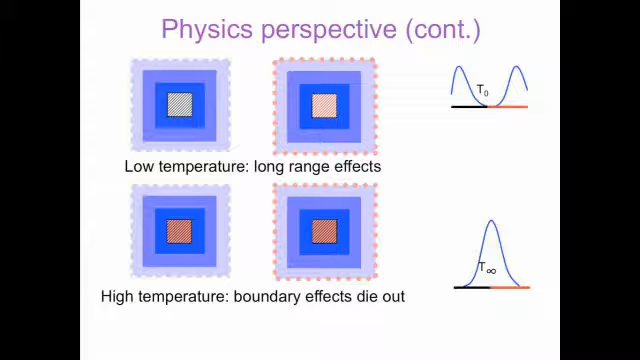 Physics perspective (cont.)
T₀
Low temperature: long range effects
T∞
High temperature: boundary effects die out